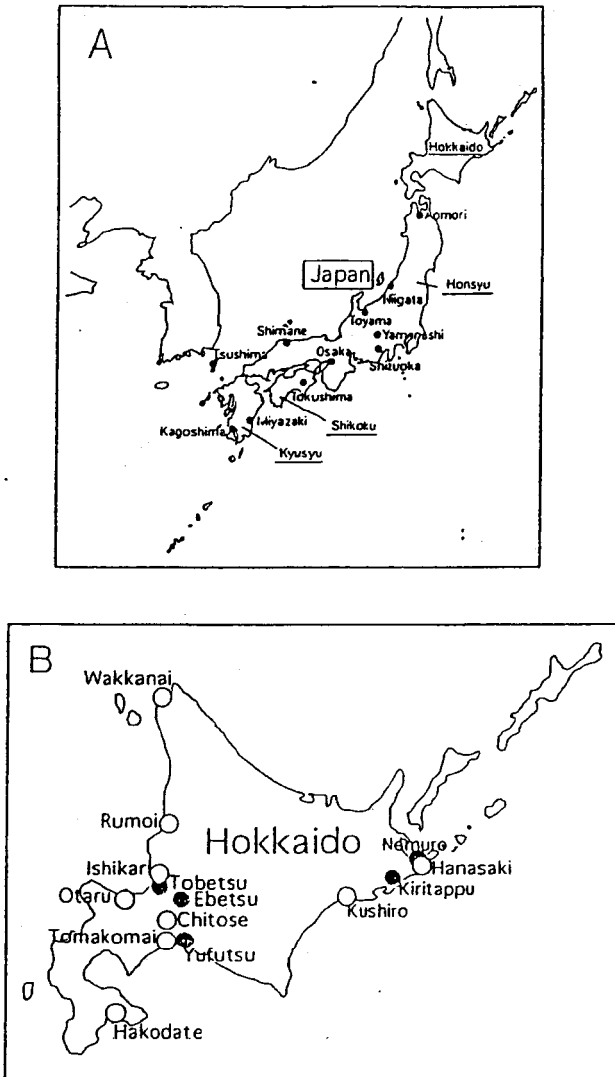 A
Hokkaido
Aomori
Japan
Honsyu
Niigata
Toyama
Shimane
Yamanashi
Tsushima
Osaka
Shizuoka
Tokushima
Miyazaki
Shikoku
Kagoshima
Kyusyu
B
Wakkanai
Rumoi
Hokkaido
Nemuro
Ishikari
Hanasaki
Tobetsu
Kiritappu
Otaru
Ebetsu
Kushiro
Chitose
Tomakomai
Yufutsu
Hakodate